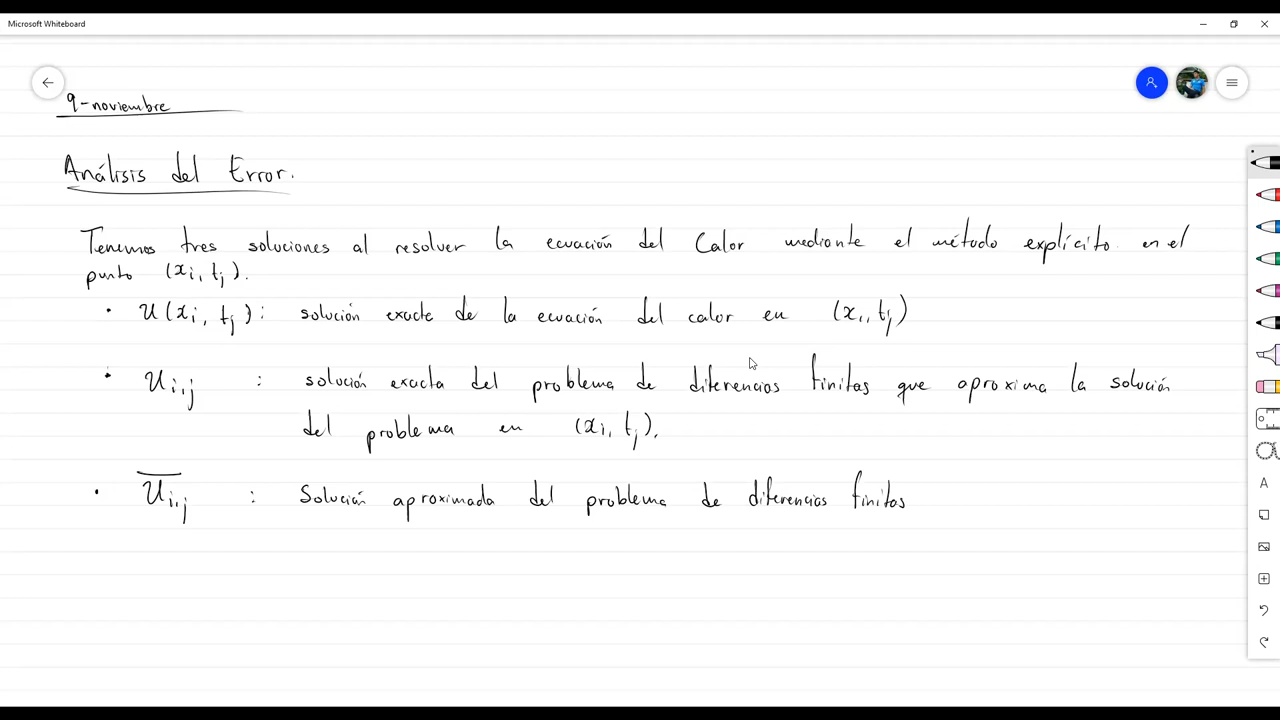 Microsoft Whiteboard
9-noviembre
Análisis del Error.
Tenemos tres soluciones al resolver la ecuación del Calor mediante el método explícito en el
punto (xi, tj).
• u(xi, tj): solución exacta de la ecuación del calor en (xi, tj)
• ui,j : solución exacta del problema de diferencias finitas que aproxima la solución
del problema en (xi, tj).
• u̅i,j : Solución aproximada del problema de diferencias finitas
A